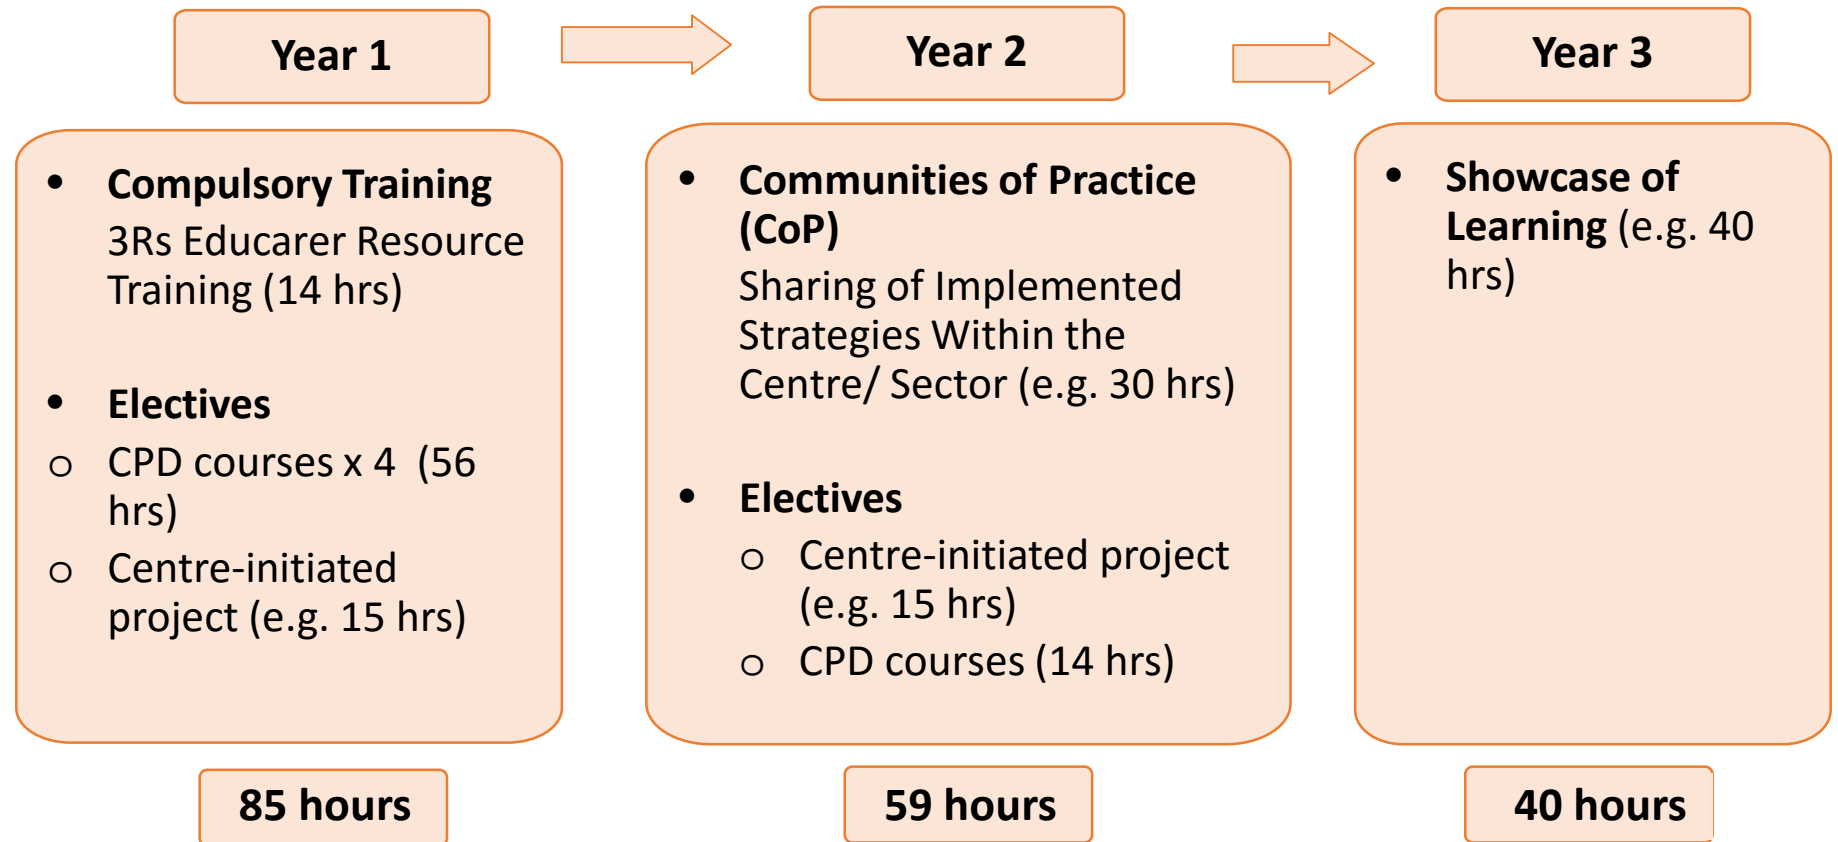 Year 1
Year 2
Year 3
• Compulsory Training
3Rs Educarer Resource
Training (14 hrs)
• Electives
o CPD courses x 4  (56
hrs)
o Centre-initiated
project (e.g. 15 hrs)
• Communities of Practice
(CoP)
Sharing of Implemented
Strategies Within the
Centre/ Sector (e.g. 30 hrs)
• Electives
o Centre-initiated project
(e.g. 15 hrs)
o CPD courses (14 hrs)
• Showcase of
Learning (e.g. 40
hrs)
85 hours
59 hours
40 hours